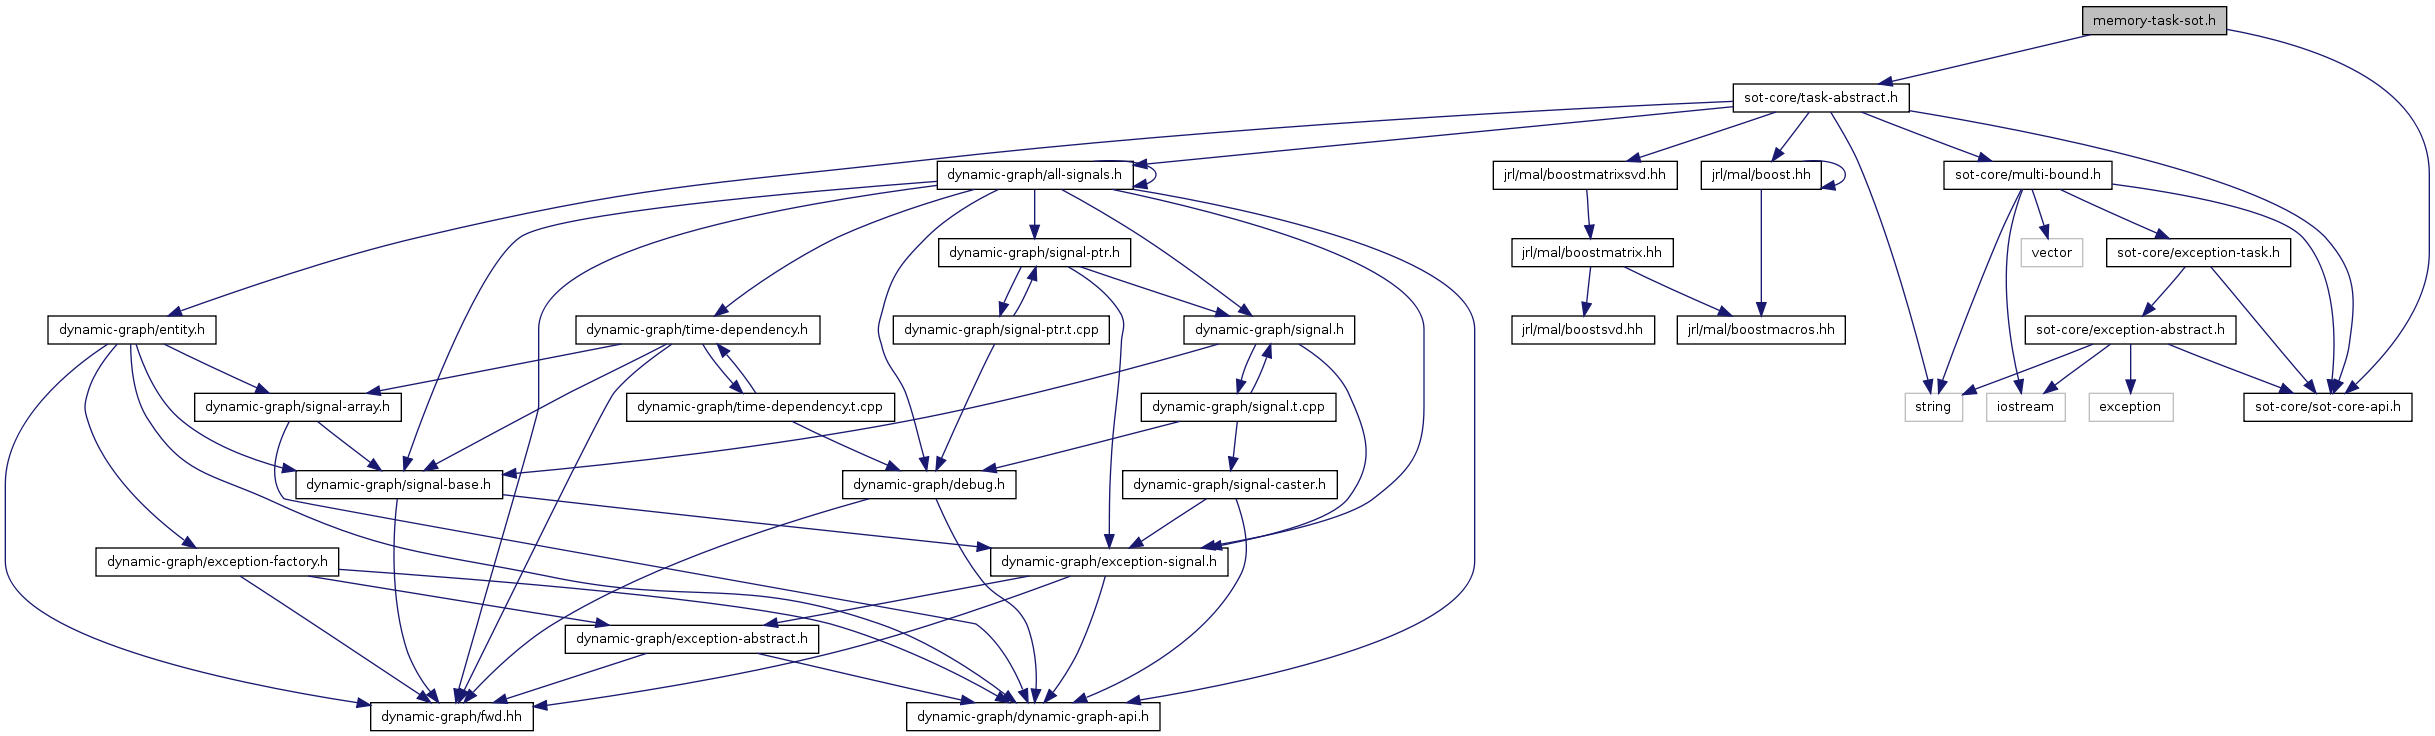 memory-task-sot.h
sot-core/task-abstract.h
dynamic-graph/all-signals.h
jrl/mal/boostmatrixsvd.hh
jrl/mal/boost.hh
sot-core/multi-bound.h
dynamic-graph/signal-ptr.h
jrl/mal/boostmatrix.hh
vector
sot-core/exception-task.h
dynamic-graph/entity.h
dynamic-graph/time-dependency.h
dynamic-graph/signal-ptr.t.cpp
dynamic-graph/signal.h
jrl/mal/boostsvd.hh
jrl/mal/boostmacros.hh
sot-core/exception-abstract.h
dynamic-graph/signal-array.h
dynamic-graph/time-dependency.t.cpp
dynamic-graph/signal.t.cpp
string
iostream
exception
sot-core/sot-core-api.h
dynamic-graph/signal-base.h
dynamic-graph/debug.h
dynamic-graph/signal-caster.h
dynamic-graph/exception-factory.h
dynamic-graph/exception-signal.h
dynamic-graph/exception-abstract.h
dynamic-graph/fwd.hh
dynamic-graph/dynamic-graph-api.h